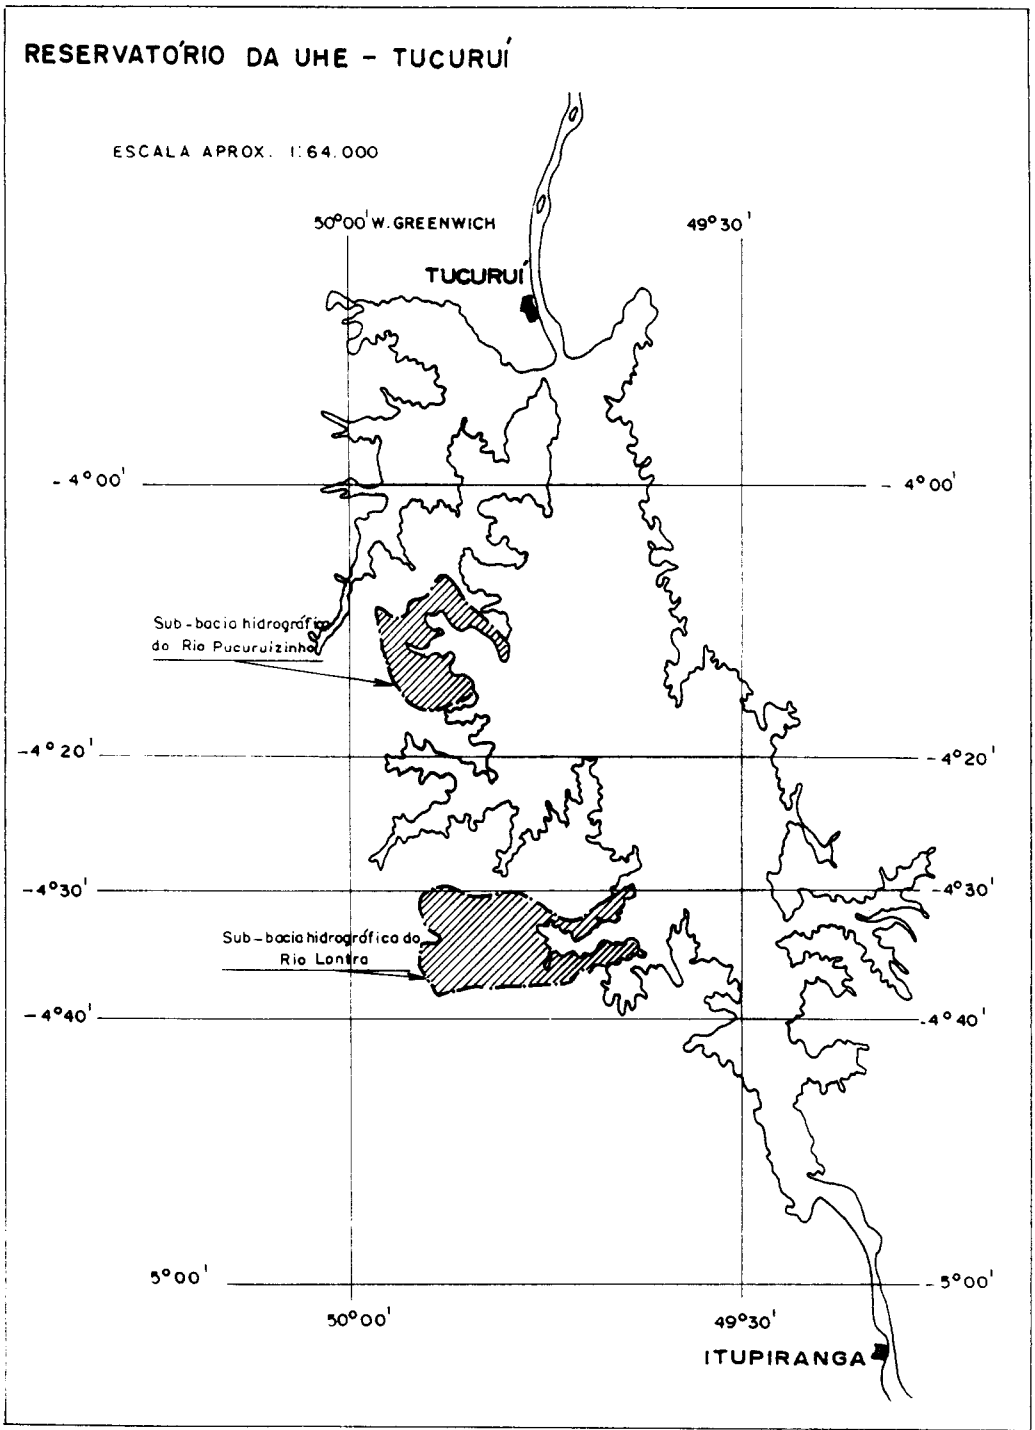 RESERVATÓRIO DA UHE - TUCURUÍ
ESCALA APROX. 1:64.000
50°00' W. GREENWICH
49°30'
TUCURUÍ
- 4°00'
- 4°00'
Sub-bacia hidrográfica
do Rio Pucuruízinho
-4°20'
-4°20'
-4°30'
-4°30'
Sub-bacia hidrográfica do
Rio Lontra
-4°40'
-4°40'
5°00'
-5°00'
50°00'
49°30'
ITUPIRANGA